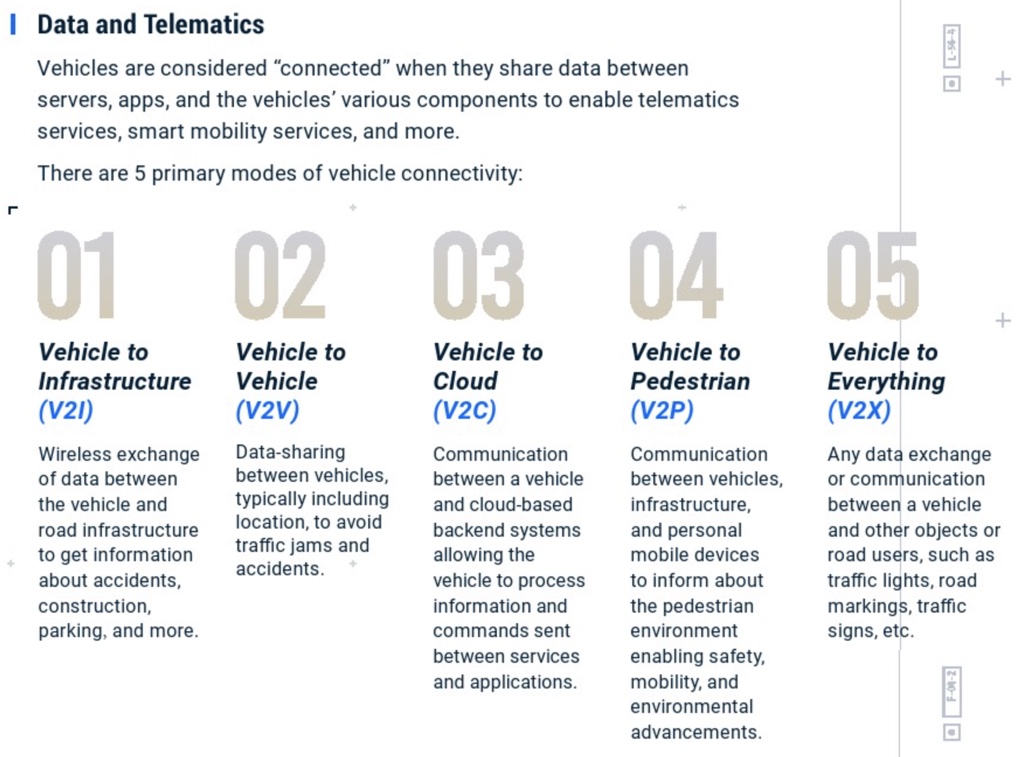 Data and Telematics
Vehicles are considered “connected” when they share data between
servers, apps, and the vehicles’ various components to enable telematics
services, smart mobility services, and more.
There are 5 primary modes of vehicle connectivity:
01
Vehicle to
Infrastructure
(V2I)
Wireless exchange
of data between
the vehicle and
road infrastructure
to get information
about accidents,
construction,
parking, and more.
02
Vehicle to
Vehicle
(V2V)
Data-sharing
between vehicles,
typically including
location, to avoid
traffic jams and
accidents.
03
Vehicle to
Cloud
(V2C)
Communication
between a vehicle
and cloud-based
backend systems
allowing the
vehicle to process
information and
commands sent
between services
and applications.
04
Vehicle to
Pedestrian
(V2P)
Communication
between vehicles,
infrastructure,
and personal
mobile devices
to inform about
the pedestrian
environment
enabling safety,
mobility, and
environmental
advancements.
05
Vehicle to
Everything
(V2X)
Any data exchange
or communication
between a vehicle
and other objects or
road users, such as
traffic lights, road
markings, traffic
signs, etc.